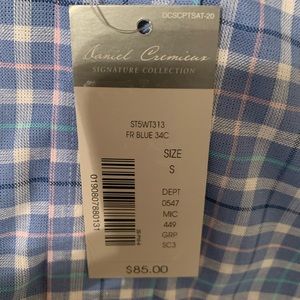 DCSCPTSAT-20
Daniel Cremieux
SIGNATURE COLLECTION
ST5WT313
FR BLUE 34C
SIZE
S
DEPT
0547
MIC
449
GRP
SC3
0190807880131
$85.00